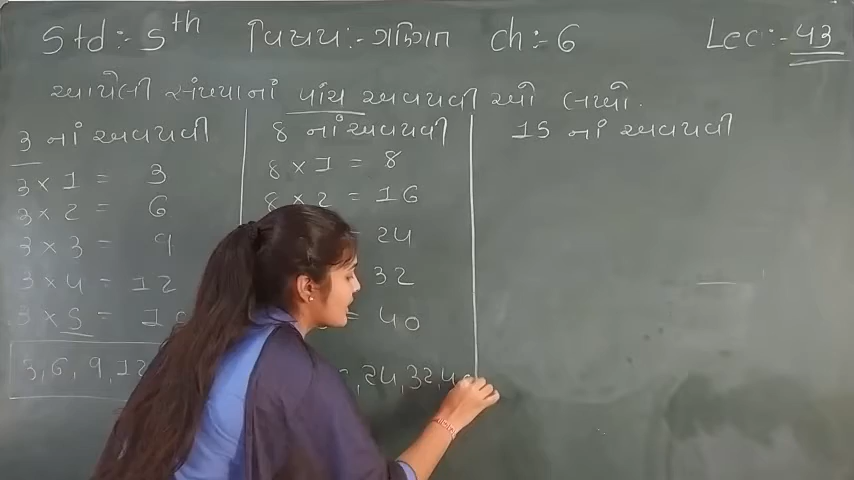 Std:- 5th વિષય:- ગણિત ch:- 6 Lec:- 43
આપેલી સંખ્યાનાં પાંચ અવયવી ઓ લખો.
3 નાં અવયવી
3 × 1 = 3
3 × 2 = 6
3 × 3 = 9
3 × 4 = 12
3 × 5 = 1
3, 6, 9, 12
8 નાં અવયવી
8 × 1 = 8
8 × 2 = 16
24
32
40
, 24, 32, 40
15 નાં અવયવી